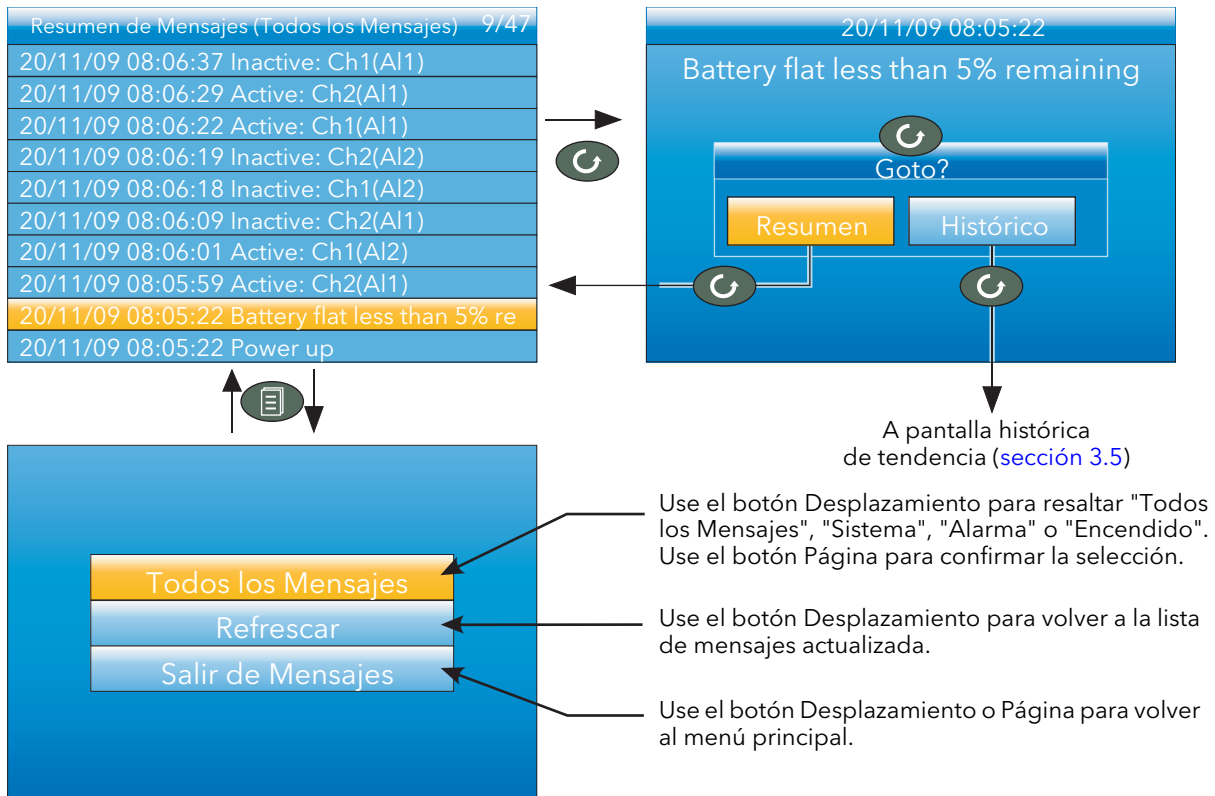 Resumen de Mensajes (Todos los Mensajes) 9/47
20/11/09 08:06:37 Inactive: Ch1(Al1)
20/11/09 08:06:29 Active: Ch2(Al1)
20/11/09 08:06:22 Active: Ch1(Al1)
20/11/09 08:06:19 Inactive: Ch2(Al2)
20/11/09 08:06:18 Inactive: Ch1(Al2)
20/11/09 08:06:09 Inactive: Ch2(Al1)
20/11/09 08:06:01 Active: Ch1(Al2)
20/11/09 08:05:59 Active: Ch2(Al1)
20/11/09 08:05:22 Battery flat less than 5% re
20/11/09 08:05:22 Power up
20/11/09 08:05:22
Battery flat less than 5% remaining
Goto?
Resumen
Histórico
A pantalla histórica
de tendencia (sección 3.5)
Todos los Mensajes
Refrescar
Salir de Mensajes
Use el botón Desplazamiento para resaltar "Todos
los Mensajes", "Sistema", "Alarma" o "Encendido".
Use el botón Página para confirmar la selección.
Use el botón Desplazamiento para volver a la lista
de mensajes actualizada.
Use el botón Desplazamiento o Página para volver
al menú principal.